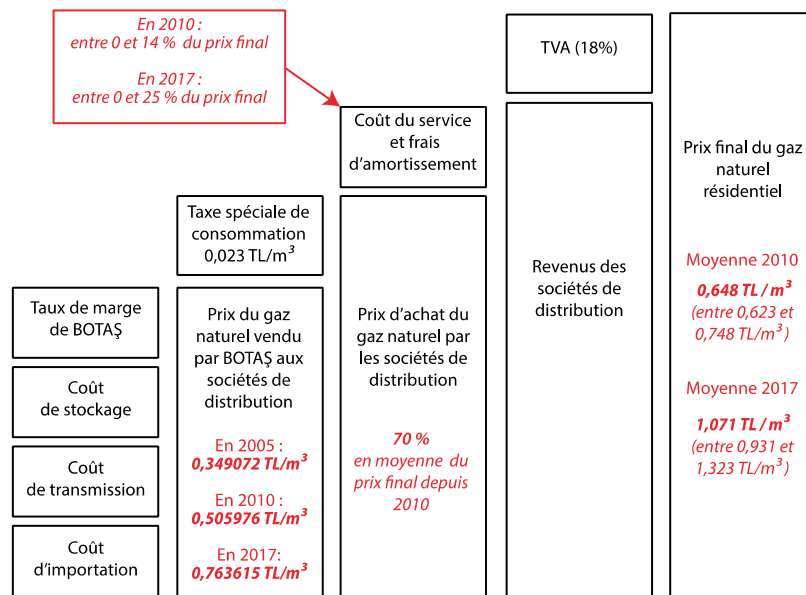 En 2010 :
entre 0 et 14 % du prix final
En 2017 :
entre 0 et 25 % du prix final
Taux de marge
de BOTAŞ
Coût
de stockage
Coût
de transmission
Coût
d'importation
Taxe spéciale de
consommation
0,023 TL/m³
Prix du gaz
naturel vendu
par BOTAŞ aux
sociétés de
distribution
En 2005 :
0,349072 TL/m³
En 2010 :
0,505976 TL/m³
En 2017:
0,763615 TL/m³
Coût du service
et frais
d'amortissement
Prix d'achat du
gaz naturel par
les sociétés de
distribution
70 %
en moyenne du
prix final depuis
2010
TVA (18%)
Revenus des
sociétés de
distribution
Prix final du gaz
naturel
résidentiel
Moyenne 2010
0,648 TL / m³
(entre 0,623 et
0,748 TL/m³)
Moyenne 2017
1,071 TL / m³
(entre 0,931 et
1,323 TL/m³)